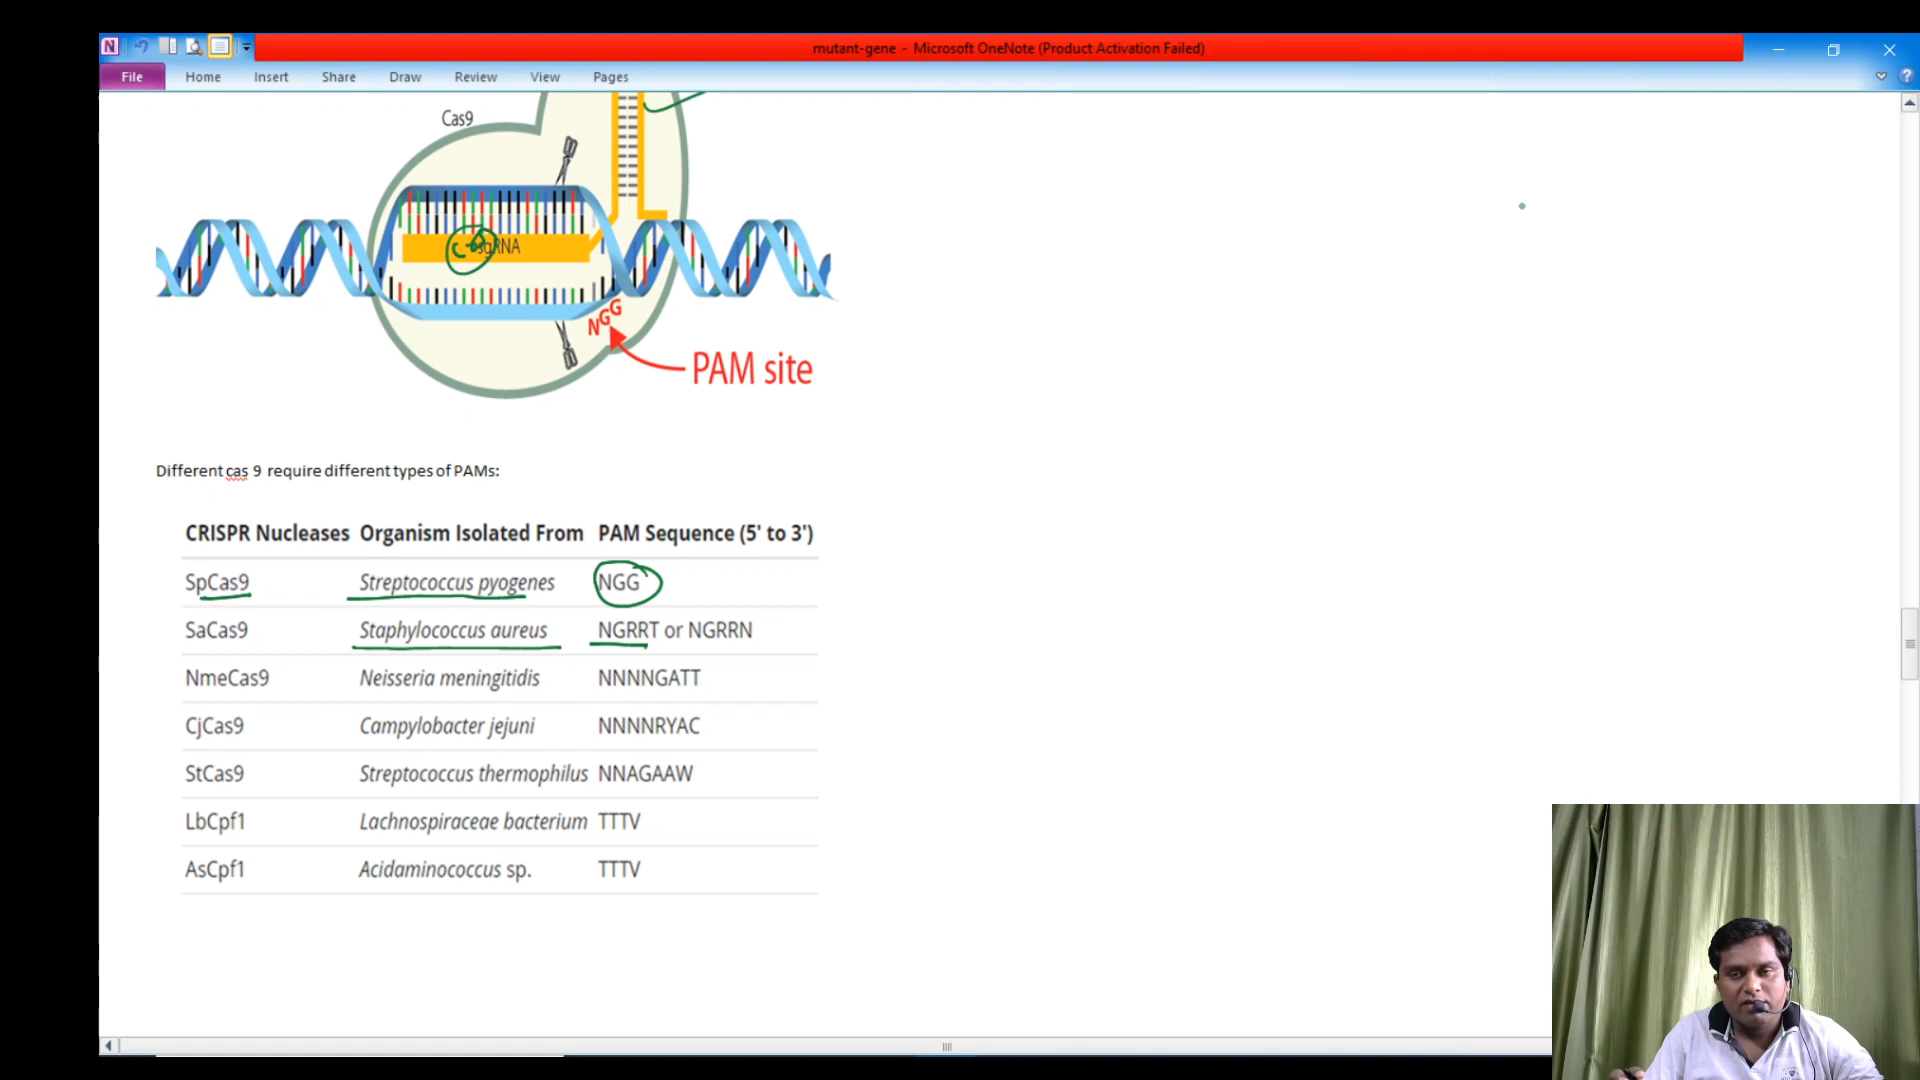 mutant-gene - Microsoft OneNote (Product Activation Failed)
File Home Insert Share Draw Review View Pages
Cas9
sgRNA
NGG
PAM site
Different cas 9 require different types of PAMs:
CRISPR Nucleases Organism Isolated From PAM Sequence (5' to 3')
SpCas9 Streptococcus pyogenes NGG
SaCas9 Staphylococcus aureus NGRRT or NGRRN
NmeCas9 Neisseria meningitidis NNNNGATT
CjCas9 Campylobacter jejuni NNNNRYAC
StCas9 Streptococcus thermophilus NNAGAAW
LbCpf1 Lachnospiraceae bacterium TTTV
AsCpf1 Acidaminococcus sp. TTTV